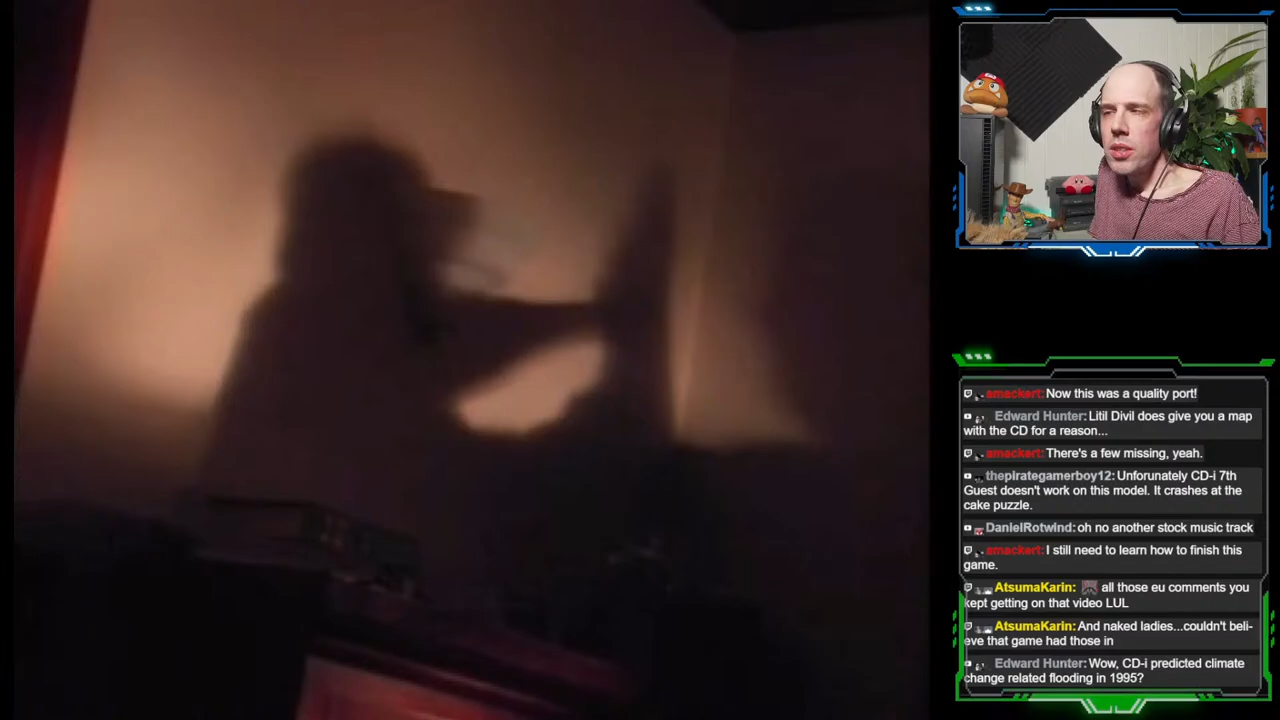 amackert: Now this was a quality port!
Edward Hunter: Litil Divil does give you a map
with the CD for a reason...
amackert: There's a few missing, yeah.
thepirategamerboy12: Unforunately CD-i 7th
Guest doesn't work on this model. It crashes at the
cake puzzle.
DanielRotwind: oh no another stock music track
amackert: I still need to learn how to finish this
game.
AtsumaKarin: all those eu comments you
kept getting on that video LUL
AtsumaKarin: And naked ladies...couldn't beli-
eve that game had those in
Edward Hunter: Wow, CD-i predicted climate
change related flooding in 1995?